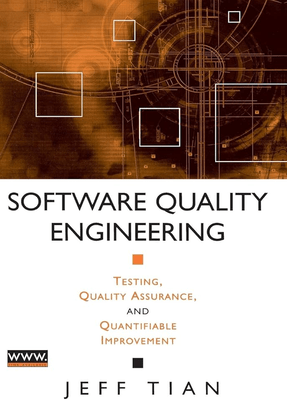 SOFTWARE QUALITY
ENGINEERING
TESTING,
QUALITY ASSURANCE,
AND
QUANTIFIABLE
IMPROVEMENT
www.
JEFF TIAN